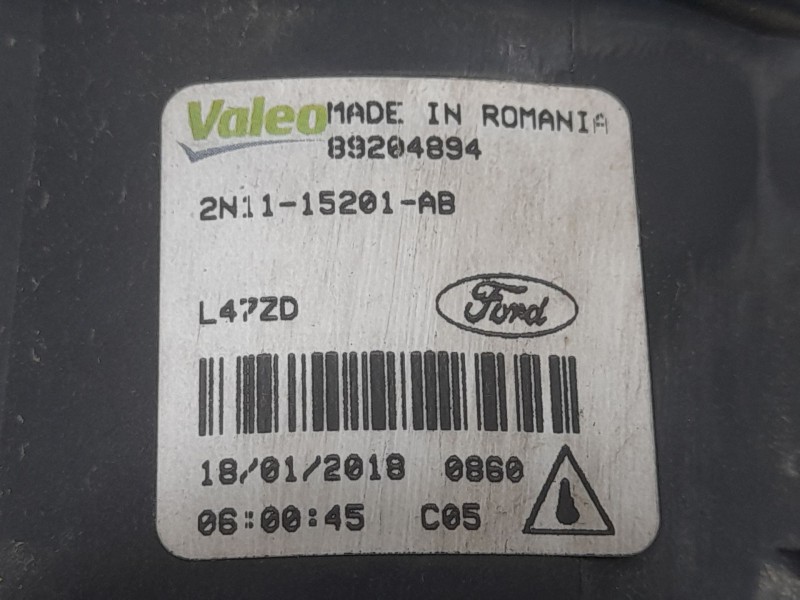 Valeo MADE IN ROMANIA
89204894
2N11-15201-AB
L47ZD Ford
18/01/2018 0860
06:00:45 C05